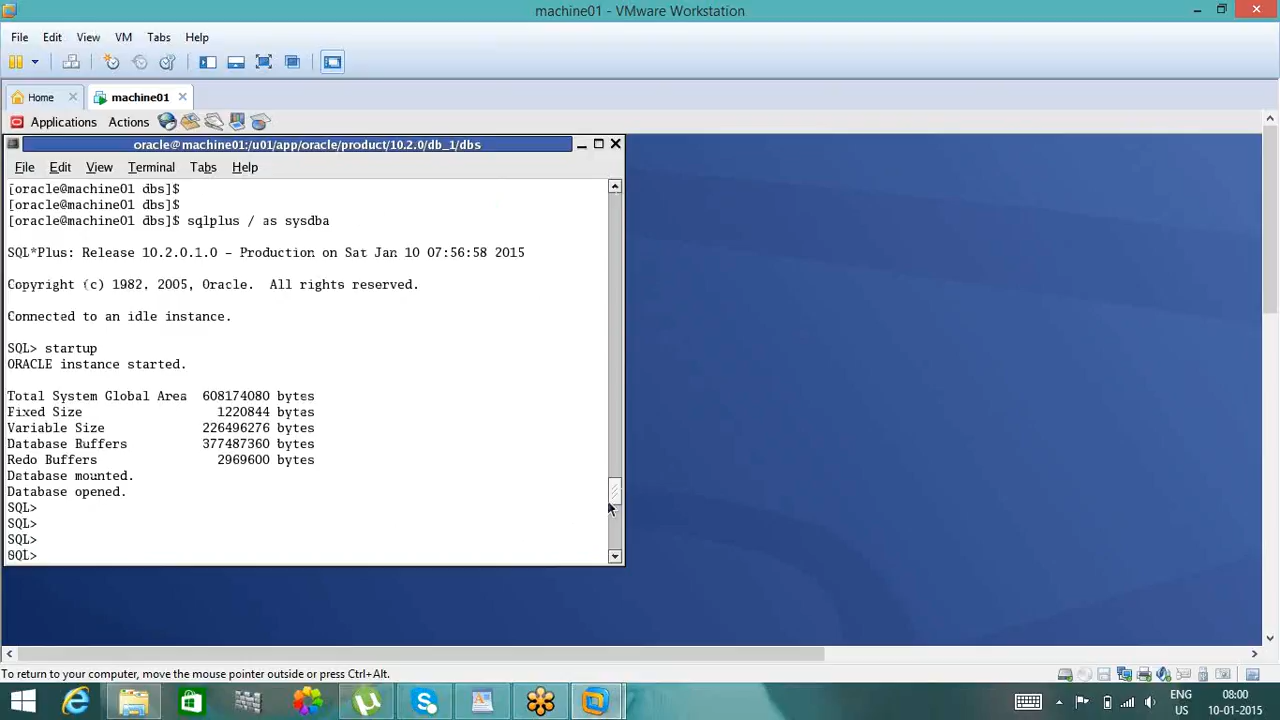 machine01 - VMware Workstation
File Edit View VM Tabs Help
Home machine01
Applications Actions
oracle@machine01:/u01/app/oracle/product/10.2.0/db_1/dbs
File Edit View Terminal Tabs Help
[oracle@machine01 dbs]$
[oracle@machine01 dbs]$
[oracle@machine01 dbs]$ sqlplus / as sysdba
SQL*Plus: Release 10.2.0.1.0 - Production on Sat Jan 10 07:56:58 2015
Copyright (c) 1982, 2005, Oracle.  All rights reserved.
Connected to an idle instance.
SQL> startup
ORACLE instance started.
Total System Global Area  608174080 bytes
Fixed Size                  1220844 bytes
Variable Size             226496276 bytes
Database Buffers          377487360 bytes
Redo Buffers                2969600 bytes
Database mounted.
Database opened.
SQL>
SQL>
SQL>
SQL>
To return to your computer, move the mouse pointer outside or press Ctrl+Alt.
ENG 08:00
US 10-01-2015